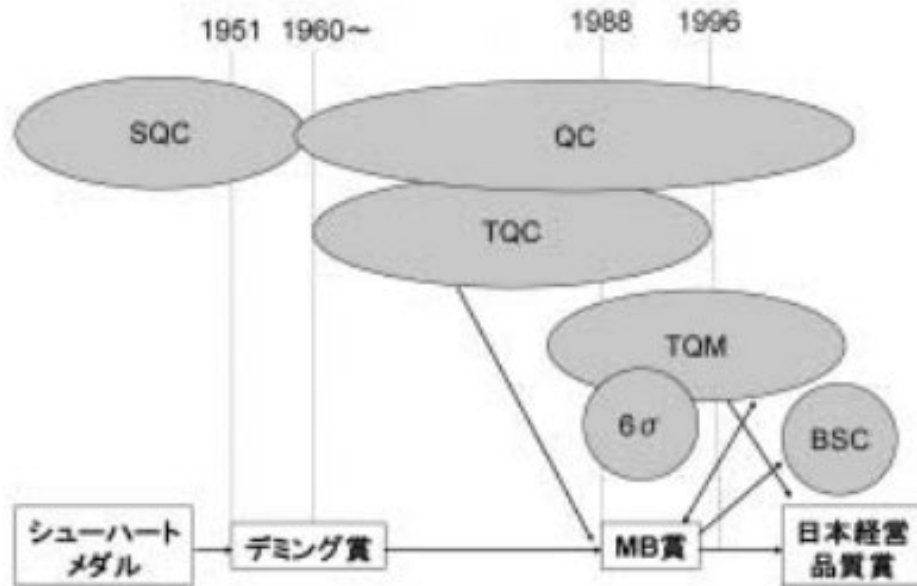 1951
1960～
1988
1996
SQC
QC
TQC
TQM
6σ
BSC
シューハート
メダル
デミング賞
MB賞
日本経営
品質賞